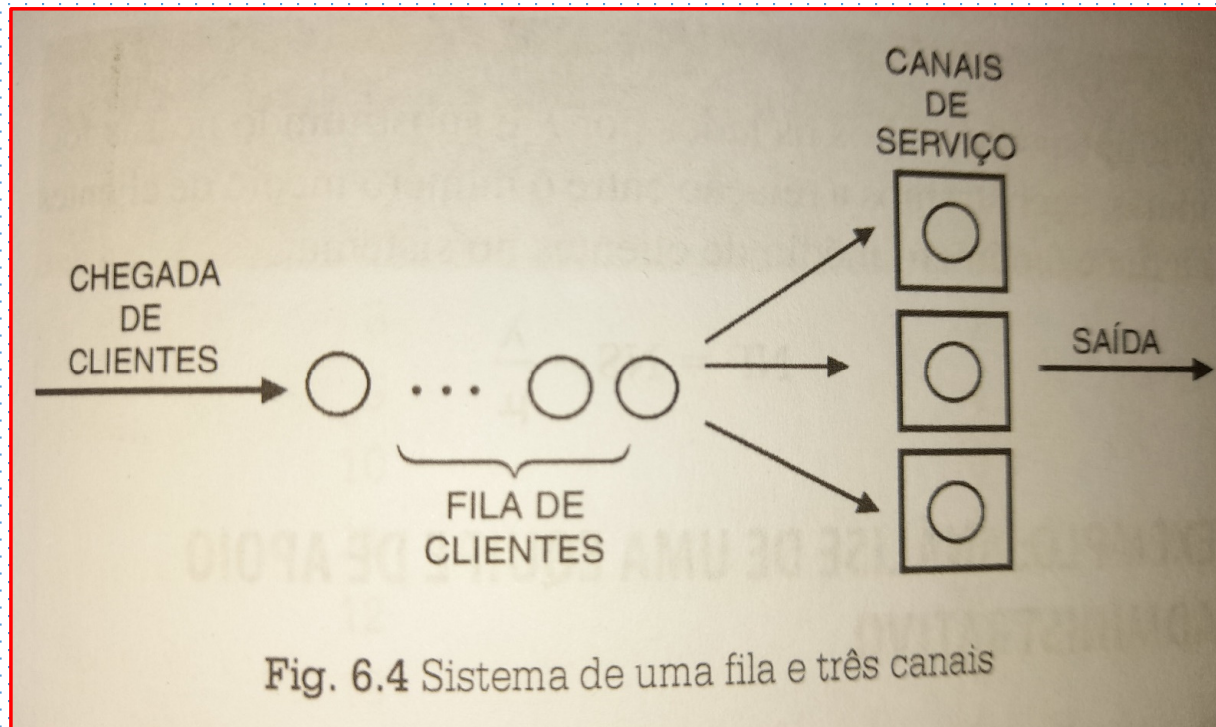 CANAIS
DE
SERVIÇO
CHEGADA
DE
CLIENTES
SAÍDA
. . .
FILA DE
CLIENTES
Fig. 6.4 Sistema de uma fila e três canais